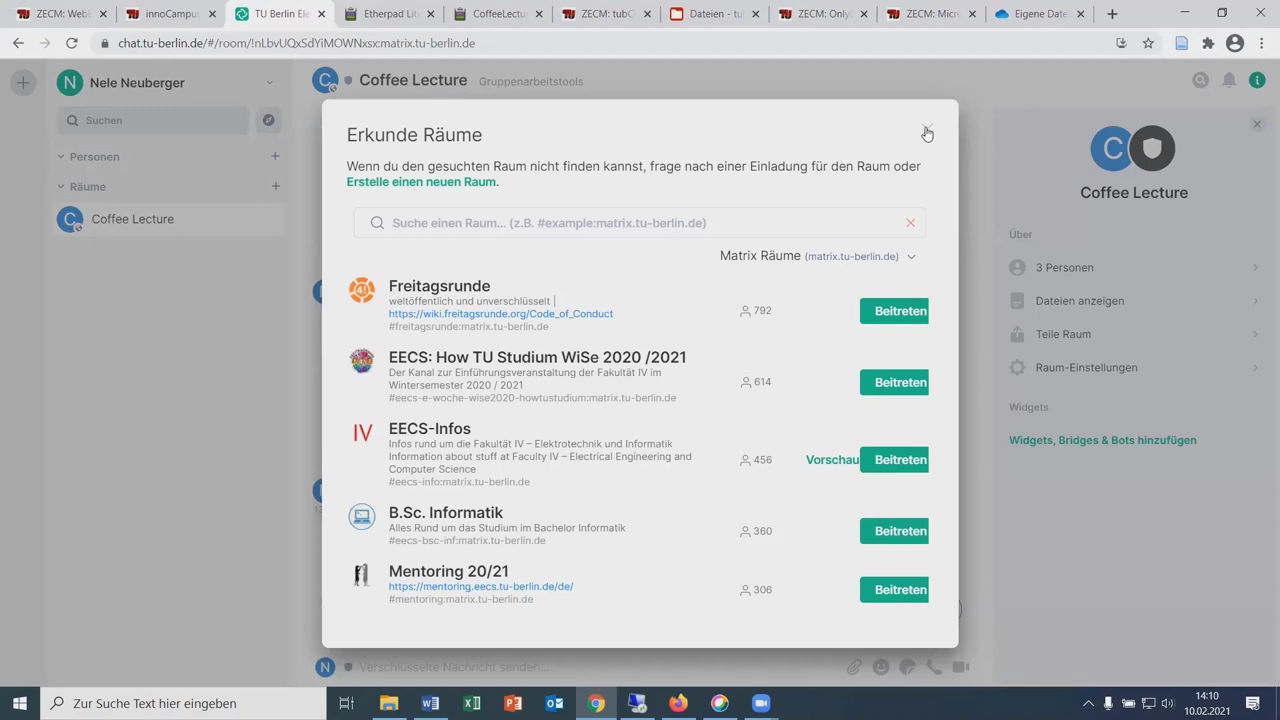 ZECM: WebE
innoCampus
TU Berlin Ele
Etherpad Lite
CoffeeLectu
ZECM: tubC
Dateien - tu
ZECM: Only
ZECM: Micro
Eigene Date
chat.tu-berlin.de/#/room/!nLbvUQxSdYiMOWNxsx:matrix.tu-berlin.de
N Nele Neuberger
Suchen
Personen
Räume
C Coffee Lecture
C Coffee Lecture Gruppenarbeitstools
Erkunde Räume
Wenn du den gesuchten Raum nicht finden kannst, frage nach einer Einladung für den Raum oder
Erstelle einen neuen Raum.
Suche einen Raum... (z.B. #example:matrix.tu-berlin.de)
Matrix Räume (matrix.tu-berlin.de)
Freitagsrunde
weltöffentlich und unverschlüsselt |
https://wiki.freitagsrunde.org/Code_of_Conduct
#freitagsrunde:matrix.tu-berlin.de
792
Beitreten
EECS: How TU Studium WiSe 2020 /2021
Der Kanal zur Einführungsveranstaltung der Fakultät IV im
Wintersemester 2020 / 2021
#eecs-e-woche-wise2020-howtustudium:matrix.tu-berlin.de
614
Beitreten
IV
EECS-Infos
Infos rund um die Fakultät IV – Elektrotechnik und Informatik
Information about stuff at Faculty IV – Electrical Engineering and
Computer Science
#eecs-info:matrix.tu-berlin.de
456
Vorschau
Beitreten
B.Sc. Informatik
Alles Rund um das Studium im Bachelor Informatik
#eecs-bsc-inf:matrix.tu-berlin.de
360
Beitreten
Mentoring 20/21
https://mentoring.eecs.tu-berlin.de/de/
#mentoring:matrix.tu-berlin.de
306
Beitreten
N Verschlüsselte Nachricht senden...
C
Coffee Lecture
Über
3 Personen
Dateien anzeigen
Teile Raum
Raum-Einstellungen
Widgets
Widgets, Bridges & Bots hinzufügen
Zur Suche Text hier eingeben
14:10
10.02.2021